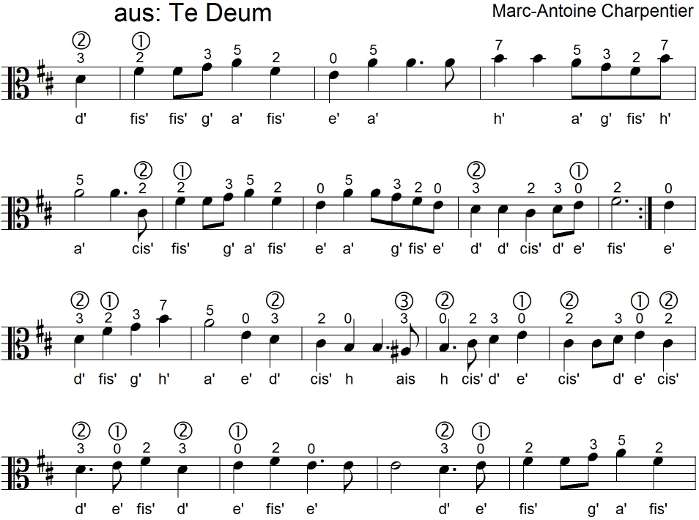 aus: Te Deum Marc-Antoine Charpentier
② ①
3 2 3 5 2 0 5 7 5 3 2 7
d' fis' fis' g' a' fis' e' a' h' a' g' fis' h'
② ① ② ①
5 2 2 3 5 2 0 5 3 2 0 3 2 3 0 2 0
a' cis' fis' g' a' fis' e' a' g' fis' e' d' d' cis' d' e' fis' e'
② ① ② ③ ② ① ② ① ②
3 2 3 7 5 0 3 2 0 3 0 2 3 0 2 3 0 2
d' fis' g' h' a' e' d' cis' h ais h cis' d' e' cis' d' e' cis'
② ① ② ① ② ①
3 0 2 3 0 2 0 3 0 2 3 5 2
d' e' fis' d' e' fis' e' d' e' fis' g' a' fis'